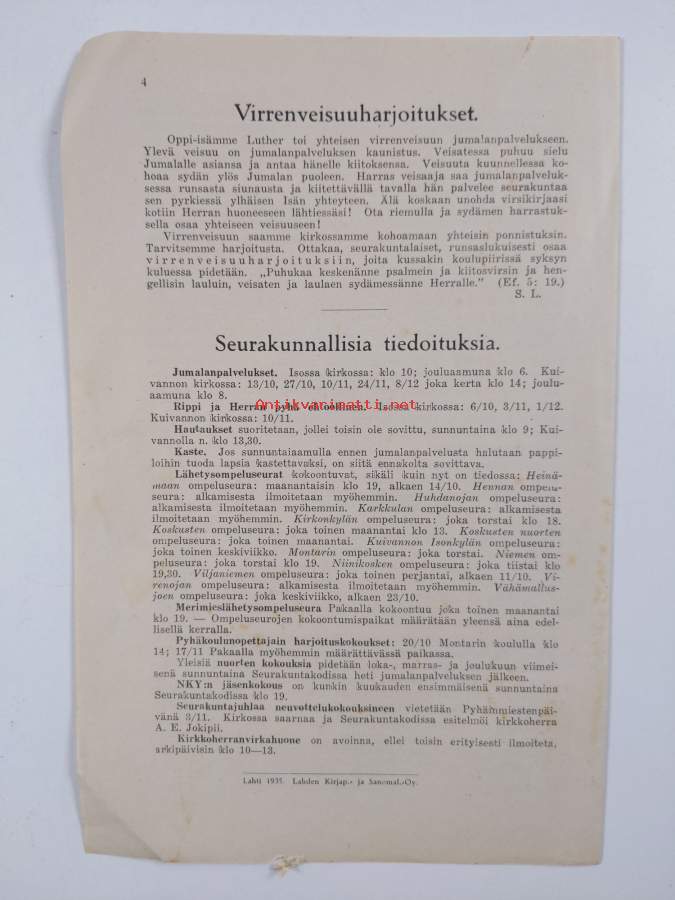 4
Virrenveisuuharjoitukset.
Oppi-isämme Luther toi yhteisen virrenveisuun jumalanpalvelukseen.
Ylevä veisuu on jumalanpalveluksen kaunistus. Veisatessa puhuu sielu
Jumalalle asiansa ja antaa hänelle kiitoksensa. Veisuuta kuunnellessa ko-
hoaa sydän ylös Jumalan puoleen. Harras veisaaja saa jumalanpalveluk-
sessa runsasta siunausta ja kiitettävällä tavalla hän palvelee seurakuntaa
sen pyrkiessä ylhäisen Isän yhteyteen. Älä koskaan unohda virsikirjaasi
kotiin Herran huoneeseen lähtiessäsi! Ota riemulla ja sydämen harrastuk-
sella osaa yhteiseen veisuuseen!
Virrenveisuun saamme kirkossamme kohoamaan yhteisin ponnistuksin.
Tarvitsemme harjoitusta. Ottakaa, seurakuntalaiset, runsaslukuisesti osaa
virrenveisuuharjoituksiin, joita kussakin koulupiirissä syksyn
kuluessa pidetään. „Puhukaa keskenänne psalmein ja kiitosvirsin ja hen-
gellisin lauluin, veisaten ja laulaen sydämessänne Herralle." (Ef. 5: 19.)
S. L.
Seurakunnallisia tiedoituksia.
Jumalanpalvelukset. Isossa kirkossa: klo 10; jouluaamuna klo 6. Kui-
vannon kirkossa: 13/10, 27/10, 10/11, 24/11, 8/12 joka kerta klo 14; joulu-
aamuna klo 8.
Rippi ja Herran pyhä ehtoollinen. Isossa kirkossa: 6/10, 3/11, 1/12.
Antikvariaatti.net
Kuivannon kirkossa: 10/11.
Hautaukset suoritetaan, jollei toisin ole sovittu, sunnuntaina klo 9; Kui-
vannolla n. klo 13,30.
Kaste. Jos sunnuntaiaamulla ennen jumalanpalvelusta halutaan pappi-
loihin tuoda lapsia kastettavaksi, on siitä ennakolta sovittava.
Lähetysompeluseurat kokoontuvat, sikäli kuin nyt on tiedossa: Heinä-
maan ompeluseura: maanantaisin klo 19, alkaen 14/10. Hennan ompelu-
seura: alkamisesta ilmoitetaan myöhemmin. Huhdanojan ompeluseura:
alkamisesta ilmoitetaan myöhemmin. Karkkulan ompeluseura: alkamisesta
ilmoitetaan myöhemmin. Kirkonkylän ompeluseura: joka torstai klo 18.
Koskusten ompeluseura: joka toinen maanantai klo 13. Koskusten nuorten
ompeluseura: joka toinen maanantai. Kuivannon Isonkylän ompeluseura:
joka toinen keskiviikko. Montarin ompeluseura: joka torstai. Niemen om-
peluseura: joka torstai klo 19. Niinikosken ompeluseura: joka tiistai klo
19,30. Viljaniemen ompeluseura: joka toinen perjantai, alkaen 11/10. Vi-
renojan ompeluseura: alkamisesta ilmoitetaan myöhemmin. Vähämallus-
joen ompeluseura: joka keskiviikko, alkaen 23/10.
Merimieslähetysompeluseura Pakaalla kokoontuu joka toinen maanantai
klo 19. — Ompeluseurojen kokoontumispaikat määrätään yleensä aina edel-
lisellä kerralla.
Pyhäkoulunopettajain harjoituskokoukset: 20/10 Montarin koululla klo
14; 17/11 Pakaalla myöhemmin määrättävässä paikassa.
Yleisiä nuorten kokouksia pidetään loka-, marras- ja joulukuun viimei-
senä sunnuntaina Seurakuntakodissa heti jumalanpalveluksen jälkeen.
NKY:n jäsenkokous on kunkin kuukauden ensimmäisenä sunnuntaina
Seurakuntakodissa klo 19.
Seurakuntajuhlaa neuvottelukokouksineen vietetään Pyhäinmiestenpäi-
vänä 3/11. Kirkossa saarnaa ja Seurakuntakodissa esitelmöi kirkkoherra
A. E. Jokipii.
Kirkkoherranvirkahuone on avoinna, ellei toisin erityisesti ilmoiteta,
arkipäivisin klo 10—13.
Lahti 1935. Lahden Kirjap.- ja Sanomal.-Oy.